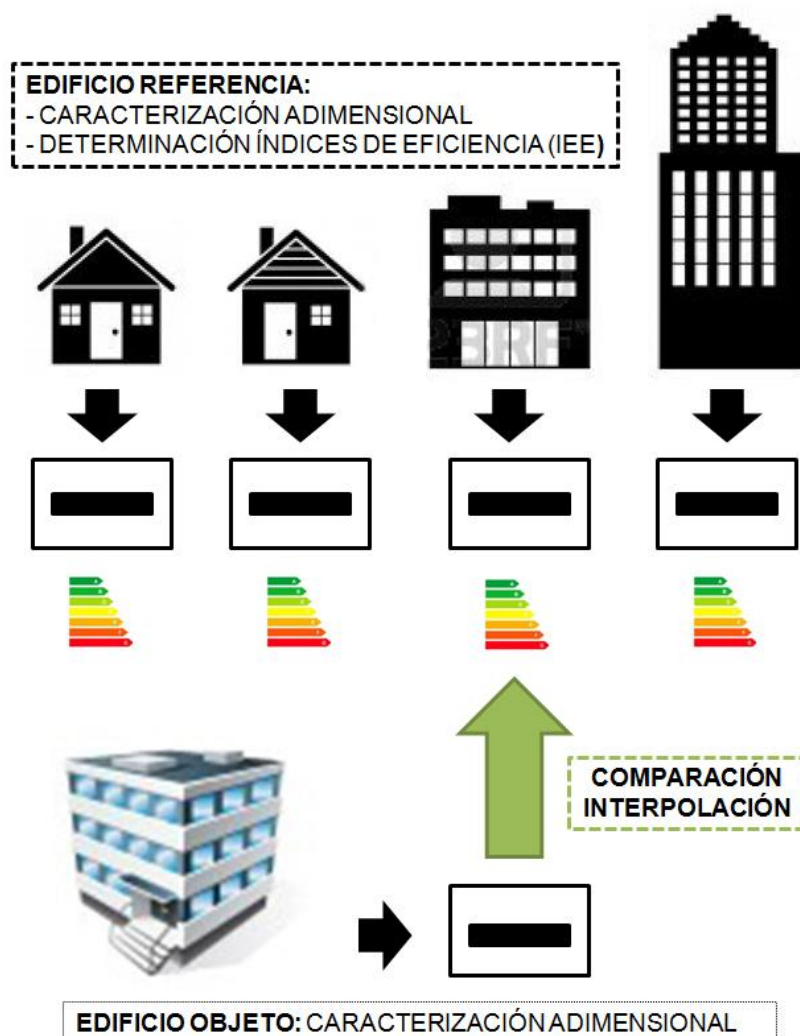 EDIFICIO REFERENCIA:
- CARACTERIZACIÓN ADIMENSIONAL
- DETERMINACIÓN ÍNDICES DE EFICIENCIA (IEE)
COMPARACIÓN
INTERPOLACIÓN
EDIFICIO OBJETO: CARACTERIZACIÓN ADIMENSIONAL